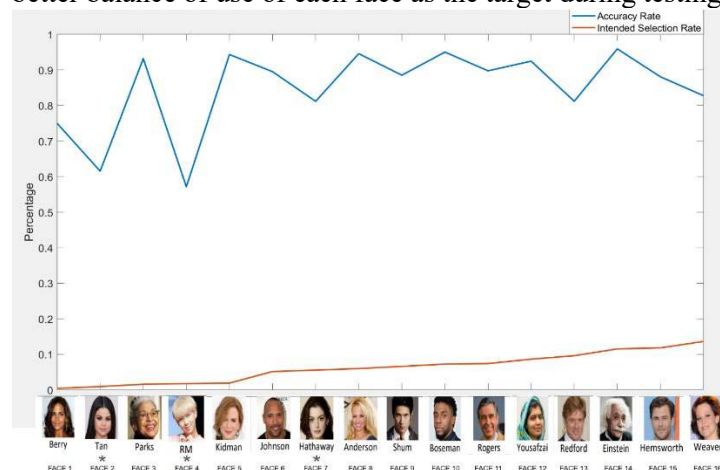 better balance of use of each face as the target during testing
Accuracy Rate
Intended Selection Rate
1
0.9
0.8
0.7
0.6
0.5
0.4
0.3
0.2
0.1
0
Percentage
Berry Tan Parks RM Kidman Johnson Hathaway Anderson Shum Boseman Rogers Yousafzai Redford Einstein Hemsworth Weaver
* * *
FACE 1 FACE 2 FACE 3 FACE 4 FACE 5 FACE 6 FACE 7 FACE 8 FACE 9 FACE 10 FACE 11 FACE 12 FACE 13 FACE 14 FACE 15